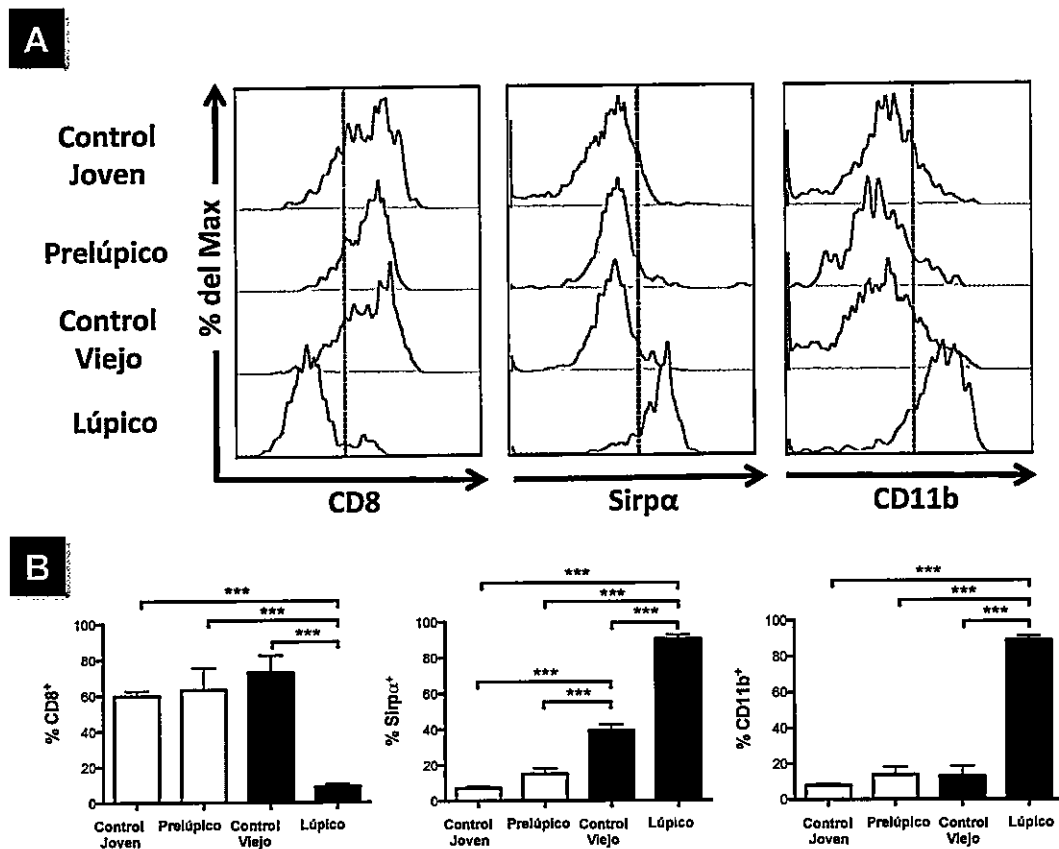 A
Control
Joven
Prelúpico
Control
Viejo
Lúpico
% del Max
CD8
Sirpα
CD11b
B
***
***
***
% CD8⁺
100
80
60
40
20
0
Control
Joven
Prelúpico
Control
Viejo
Lúpico
***
***
***
***
***
% Sirpα⁺
100
80
60
40
20
0
Control
Joven
Prelúpico
Control
Viejo
Lúpico
***
***
***
% CD11b⁺
100
80
60
40
20
0
Control
Joven
Prelúpico
Control
Viejo
Lúpico